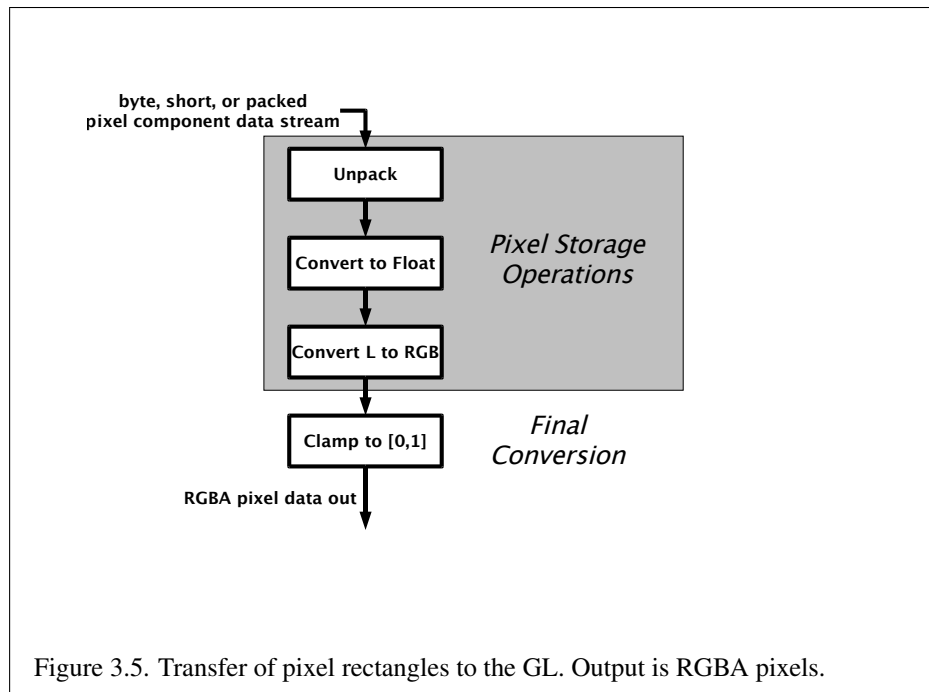 byte, short, or packed
pixel component data stream
Unpack
Convert to Float
Pixel Storage
Operations
Convert L to RGB
Clamp to [0,1]
Final
Conversion
RGBA pixel data out
Figure 3.5. Transfer of pixel rectangles to the GL. Output is RGBA pixels.